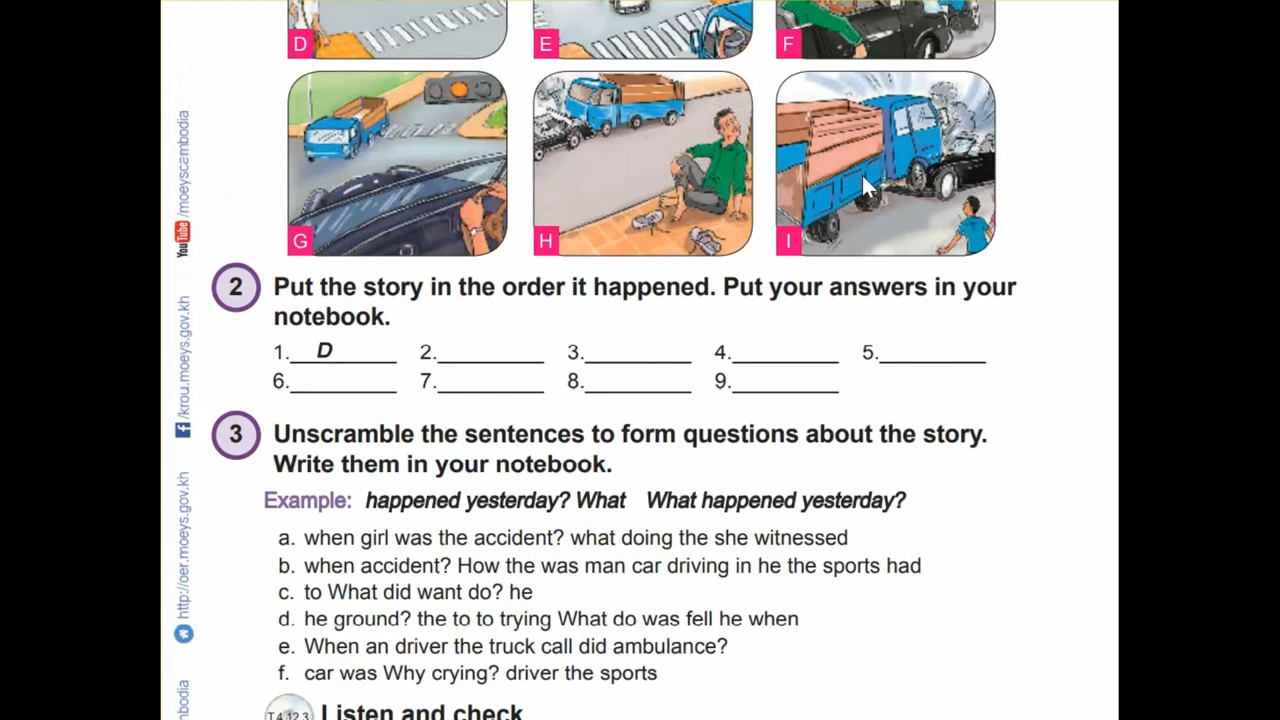 D
E
F
G
H
I
YouTube /moeyscambodia
/krou.moeys.gov.kh
http://oer.moeys.gov.kh
mbodia
2 Put the story in the order it happened. Put your answers in your
notebook.
1. D 2. 3. 4. 5.
6. 7. 8. 9.
3 Unscramble the sentences to form questions about the story.
Write them in your notebook.
Example: happened yesterday? What What happened yesterday?
a. when girl was the accident? what doing the she witnessed
b. when accident? How the was man car driving in he the sports had
c. to What did want do? he
d. he ground? the to to trying What do was fell he when
e. When an driver the truck call did ambulance?
f. car was Why crying? driver the sports
T4.12.3 Listen and check